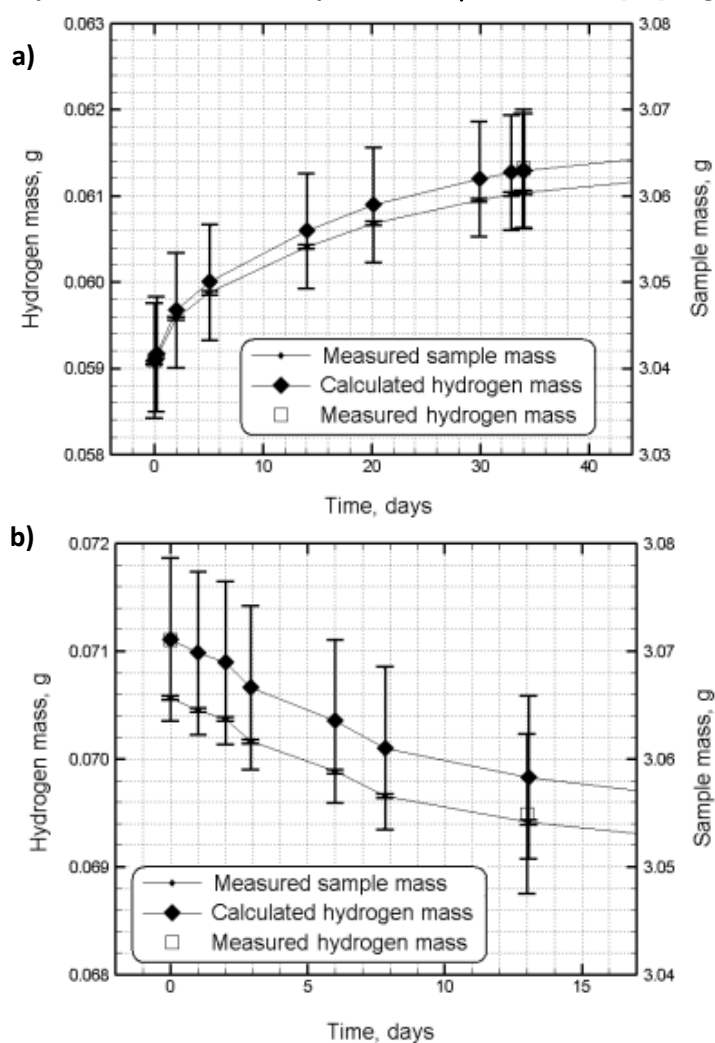 a)
0.063
0.062
0.061
0.060
0.059
0.058
Hydrogen mass, g
3.08
3.07
3.06
3.05
3.04
3.03
Sample mass, g
Measured sample mass
Calculated hydrogen mass
Measured hydrogen mass
0 10 20 30 40
Time, days
b)
0.072
0.071
0.070
0.069
0.068
Hydrogen mass, g
3.08
3.07
3.06
3.05
3.04
Sample mass, g
Measured sample mass
Calculated hydrogen mass
Measured hydrogen mass
0 5 10 15
Time, days